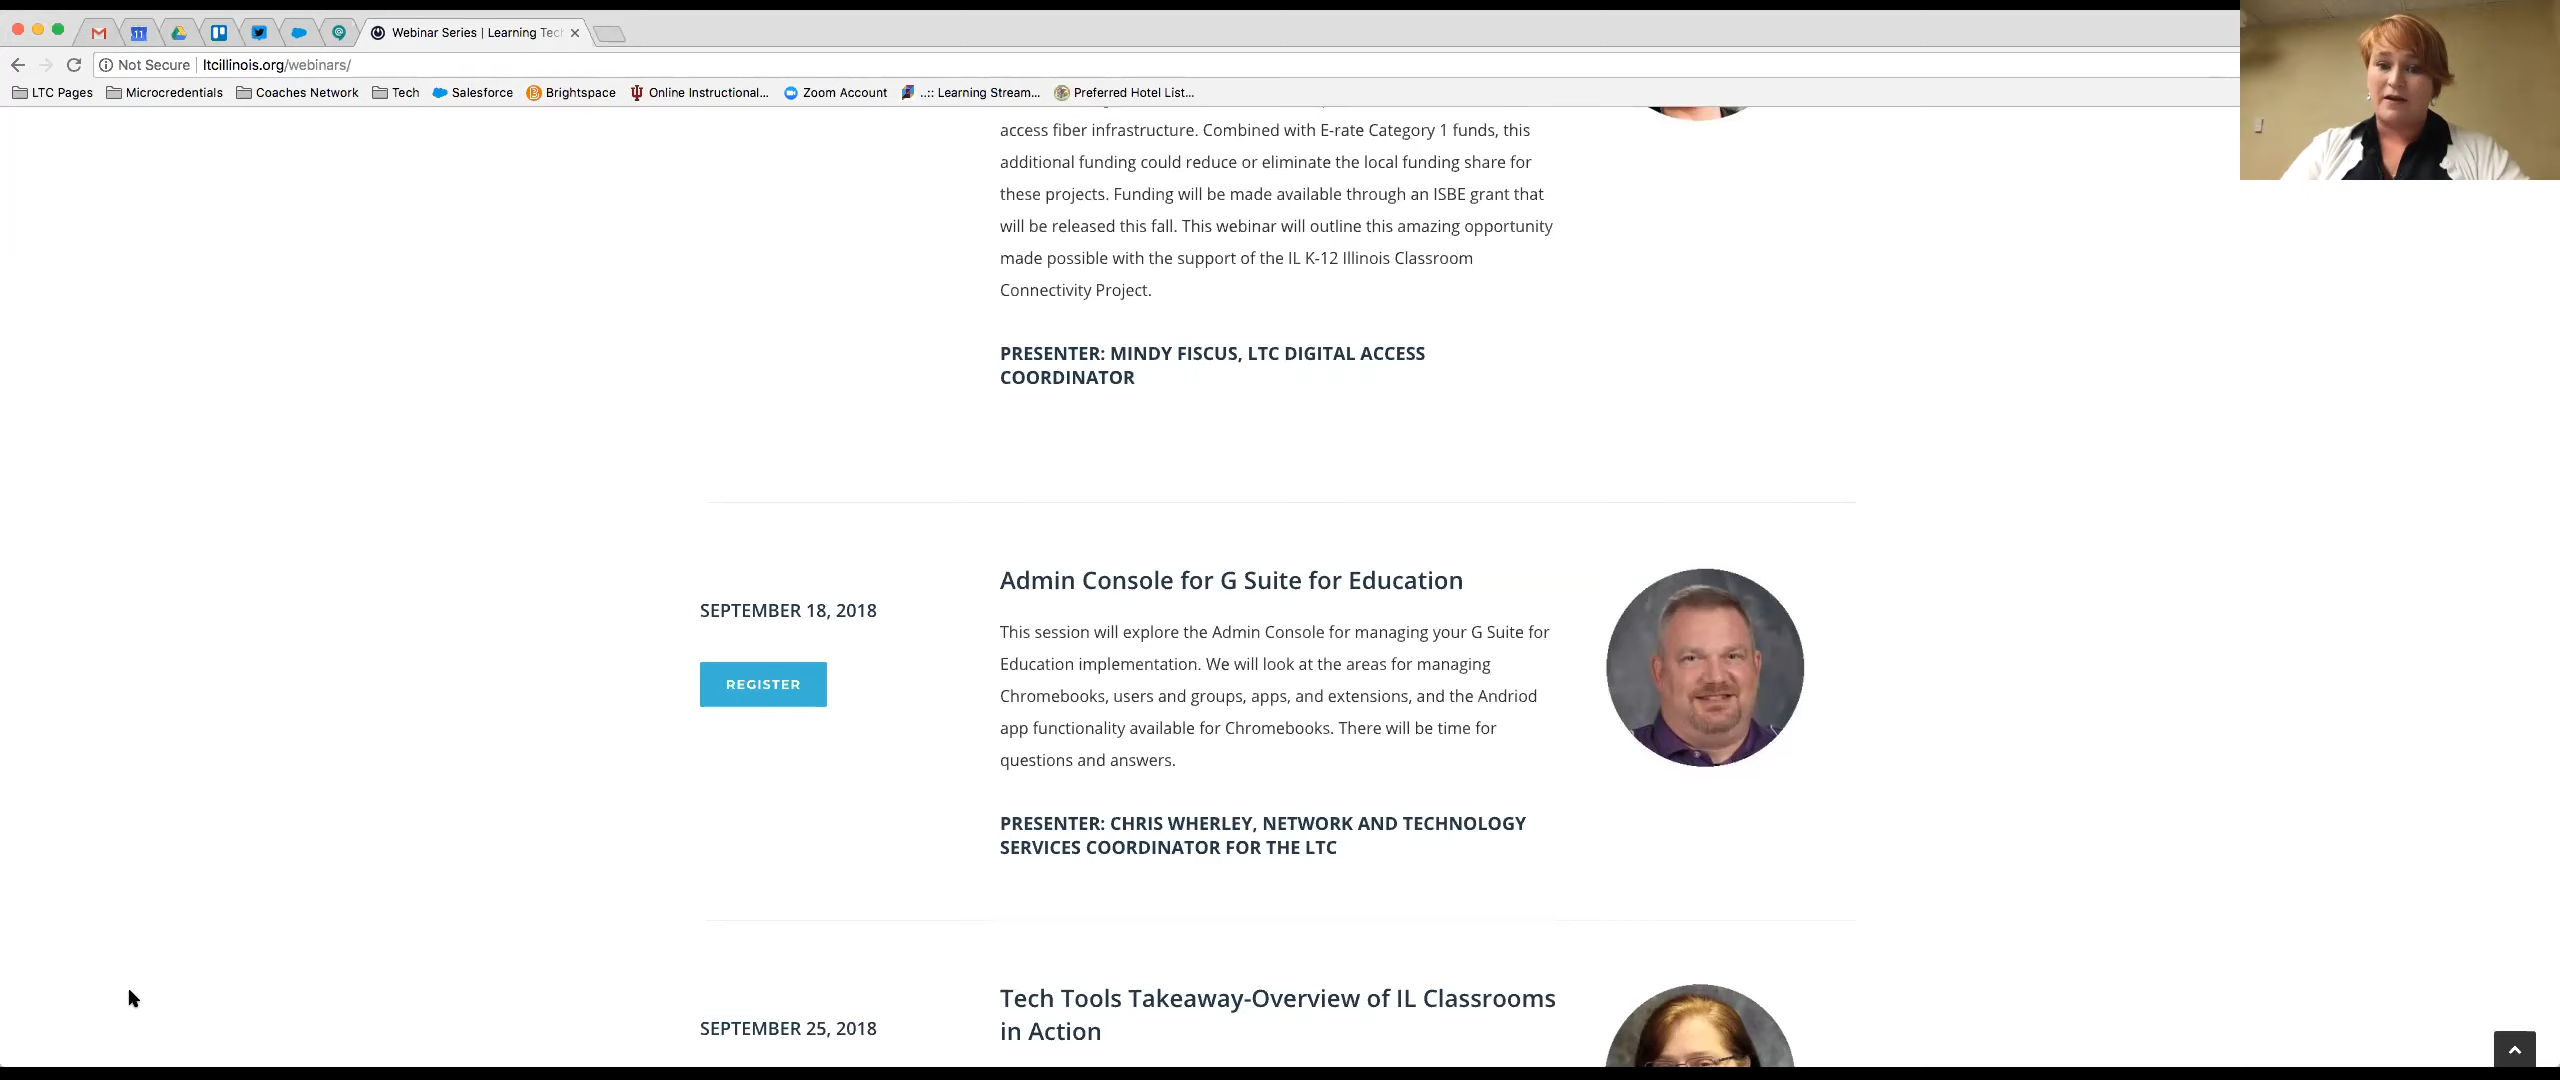 Webinar Series | Learning Tec
Not Secure | ltcillinois.org/webinars/
LTC Pages Microcredentials Coaches Network Tech Salesforce Brightspace Online Instructional... Zoom Account ..:: Learning Stream... Preferred Hotel List...
access fiber infrastructure. Combined with E-rate Category 1 funds, this
additional funding could reduce or eliminate the local funding share for
these projects. Funding will be made available through an ISBE grant that
will be released this fall. This webinar will outline this amazing opportunity
made possible with the support of the IL K-12 Illinois Classroom
Connectivity Project.
PRESENTER: MINDY FISCUS, LTC DIGITAL ACCESS
COORDINATOR
Admin Console for G Suite for Education
SEPTEMBER 18, 2018
REGISTER
This session will explore the Admin Console for managing your G Suite for
Education implementation. We will look at the areas for managing
Chromebooks, users and groups, apps, and extensions, and the Andriod
app functionality available for Chromebooks. There will be time for
questions and answers.
PRESENTER: CHRIS WHERLEY, NETWORK AND TECHNOLOGY
SERVICES COORDINATOR FOR THE LTC
Tech Tools Takeaway-Overview of IL Classrooms
in Action
SEPTEMBER 25, 2018